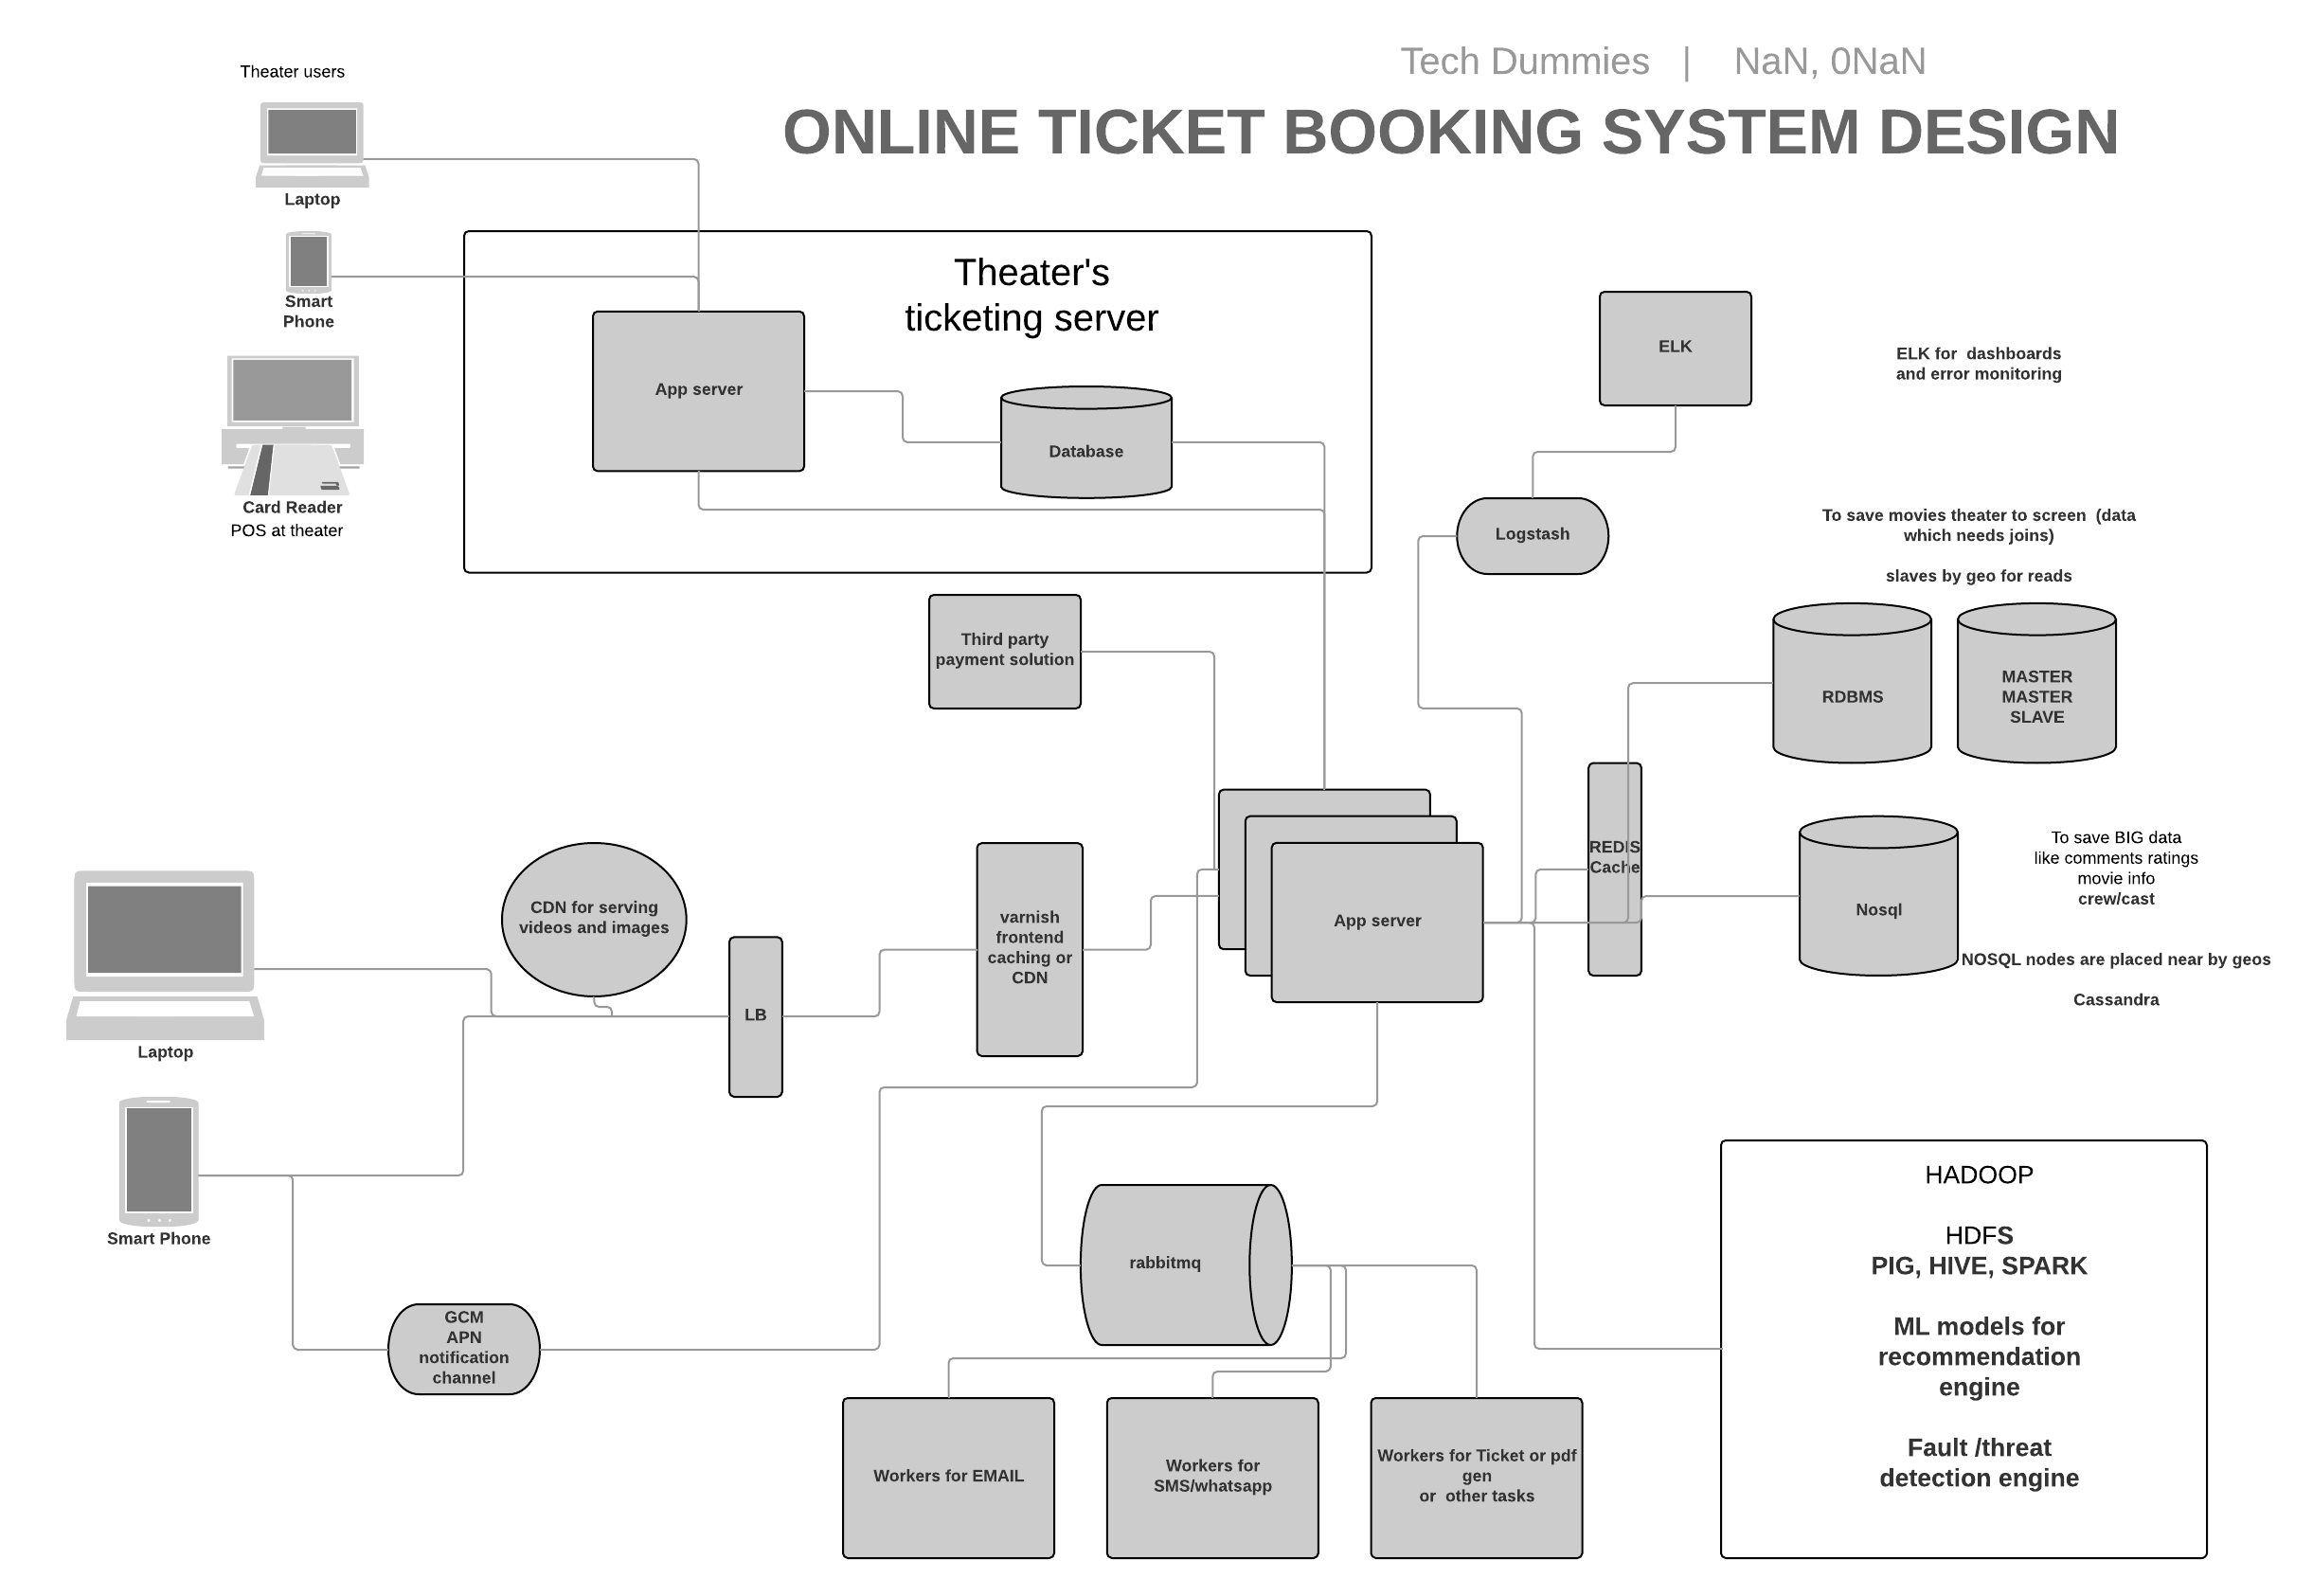 Tech Dummies | NaN, 0NaN
ONLINE TICKET BOOKING SYSTEM DESIGN
Theater users
Laptop
Smart
Phone
Card Reader
POS at theater
Theater's
ticketing server
App server
Database
ELK
ELK for dashboards
and error monitoring
Logstash
To save movies theater to screen (data
which needs joins)
slaves by geo for reads
Third party
payment solution
RDBMS
MASTER
MASTER
SLAVE
REDIS
Cache
Nosql
To save BIG data
like comments ratings
movie info
crew/cast
NOSQL nodes are placed near by geos
Cassandra
CDN for serving
videos and images
LB
varnish
frontend
caching or
CDN
App server
Laptop
Smart Phone
GCM
APN
notification
channel
rabbitmq
Workers for EMAIL
Workers for
SMS/whatsapp
Workers for Ticket or pdf
gen
or other tasks
HADOOP
HDFS
PIG, HIVE, SPARK
ML models for
recommendation
engine
Fault /threat
detection engine